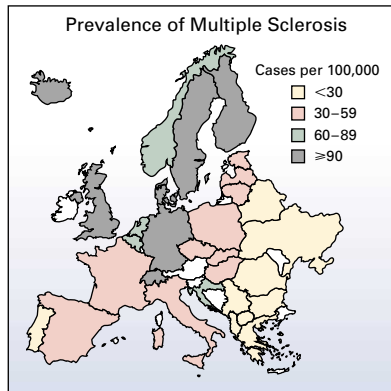 Prevalence of Multiple Sclerosis
Cases per 100,000
<30
30–59
60–89
≥90